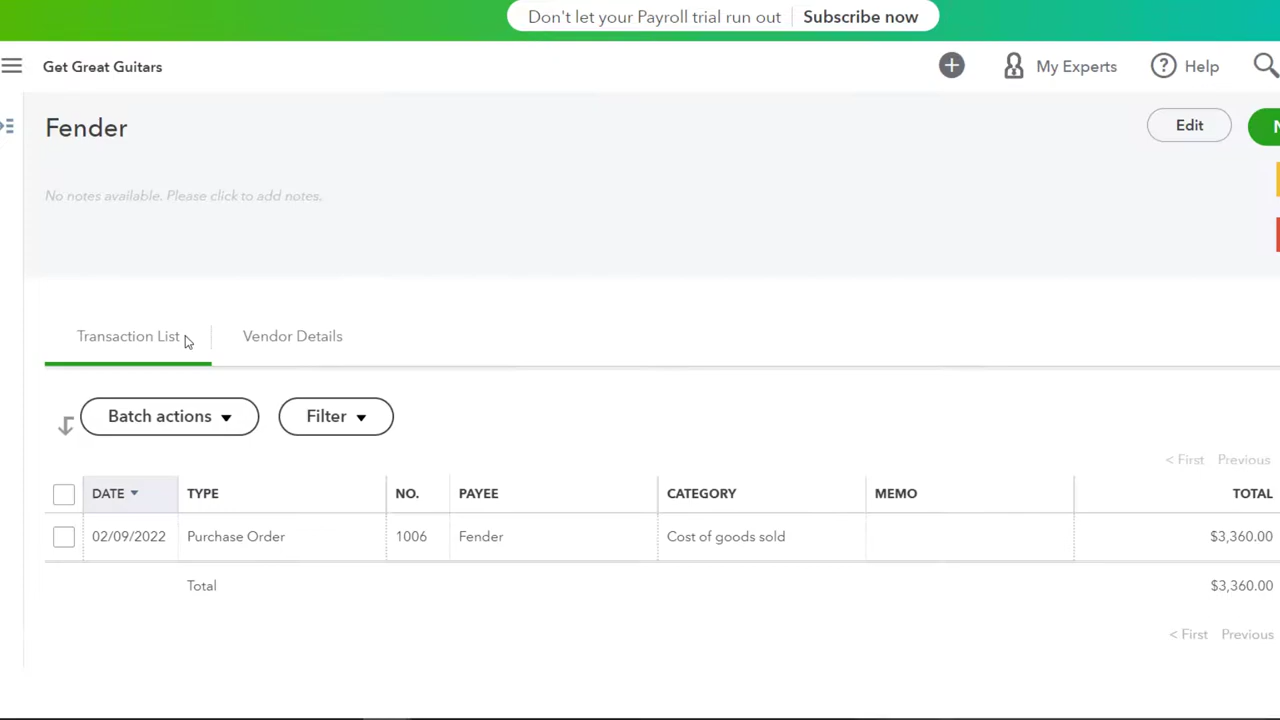 Don't let your Payroll trial run out Subscribe now
Get Great Guitars My Experts Help
Fender Edit
No notes available. Please click to add notes.
Transaction List Vendor Details
Batch actions Filter
< First Previous
DATE TYPE NO. PAYEE CATEGORY MEMO TOTAL
02/09/2022 Purchase Order 1006 Fender Cost of goods sold $3,360.00
Total $3,360.00
< First Previous